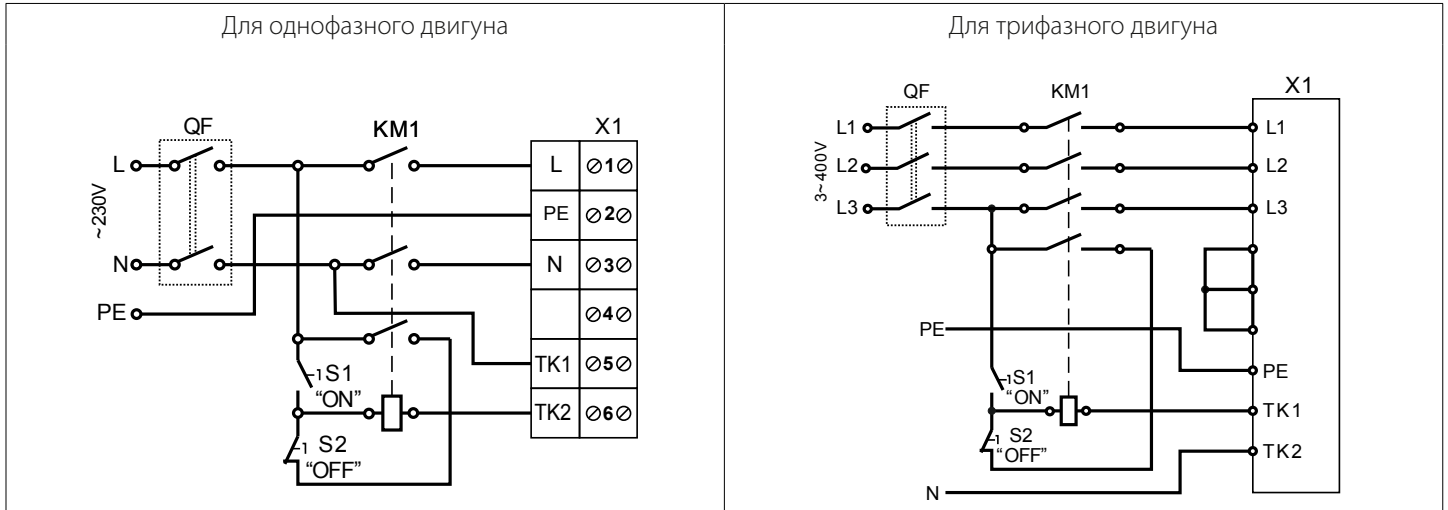 Для однофазного двигуна
QF
KM1
X1
L
L
⊘1⊘
~230V
PE
⊘2⊘
N
N
⊘3⊘
PE
⊘4⊘
S1
"ON"
TK1
⊘5⊘
TK2
⊘6⊘
S2
"OFF"
Для трифазного двигуна
QF
KM1
X1
L1
L1
3~400V
L2
L2
L3
L3
PE
PE
S1
"ON"
TK1
S2
"OFF"
TK2
N